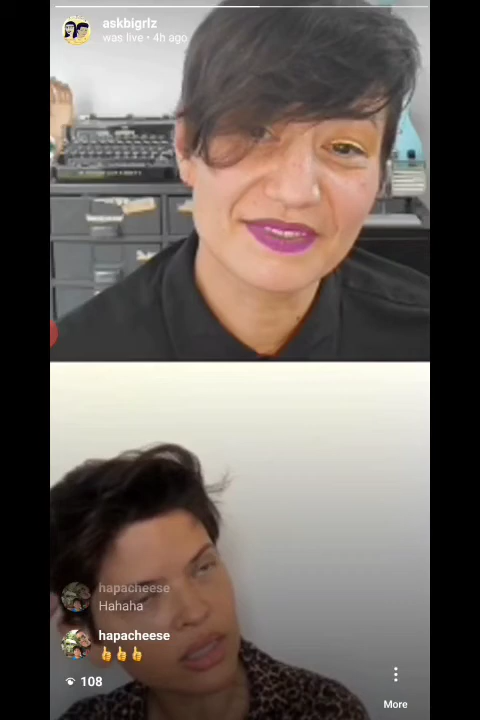 askbigrlz
was live • 4h ago
hapacheese
Hahaha
hapacheese
👍👍👍
108
More